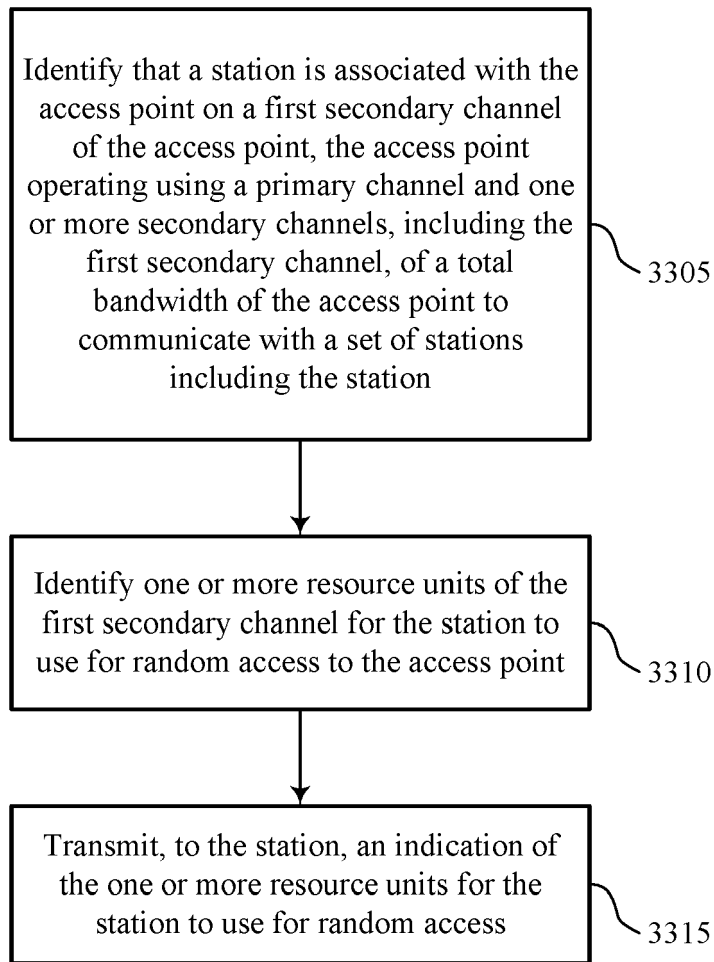 Identify that a station is associated with the
access point on a first secondary channel
of the access point, the access point
operating using a primary channel and one
or more secondary channels, including the
first secondary channel, of a total
bandwidth of the access point to
communicate with a set of stations
including the station
3305
Identify one or more resource units of the
first secondary channel for the station to
use for random access to the access point
3310
Transmit, to the station, an indication of
the one or more resource units for the
station to use for random access
3315